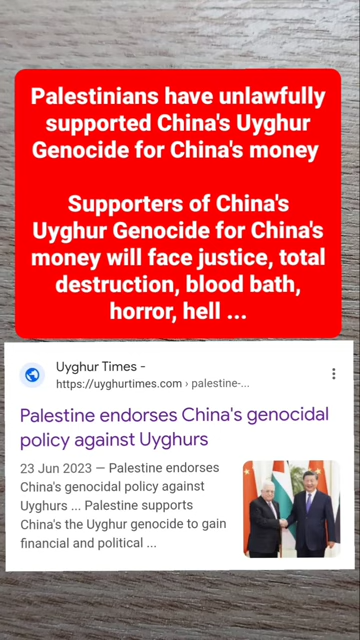 Palestinians have unlawfully
supported China's Uyghur
Genocide for China's money
Supporters of China's
Uyghur Genocide for China's
money will face justice, total
destruction, blood bath,
horror, hell ...
Uyghur Times -
https://uyghurtimes.com › palestine-...
Palestine endorses China's genocidal
policy against Uyghurs
23 Jun 2023 — Palestine endorses
China's genocidal policy against
Uyghurs ... Palestine supports
China's the Uyghur genocide to gain
financial and political ...